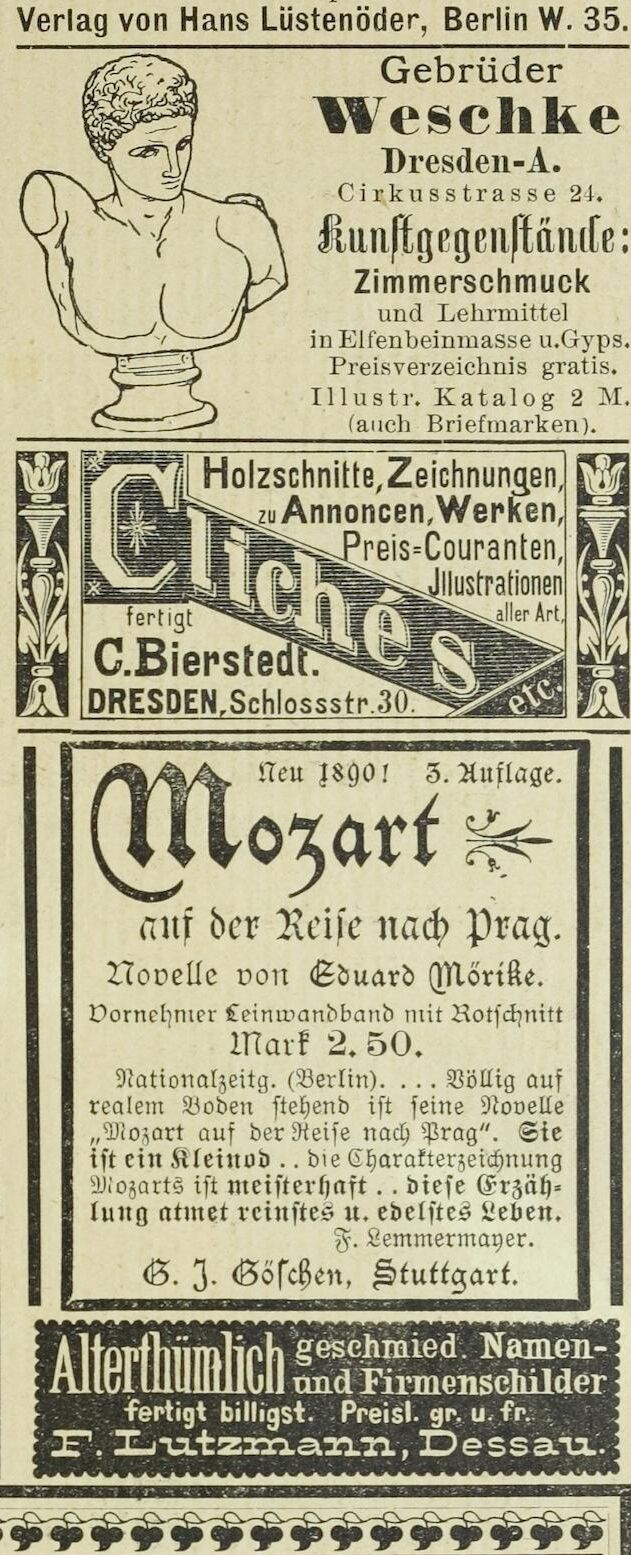 Verlag von Hans Lüstenöder, Berlin W. 35.
Gebrüder
Weschke
Dresden-A.
Cirkusstrasse 24.
Kunſtgegenſtände:
Zimmerschmuck
und Lehrmittel
in Elfenbeinmasse u. Gyps.
Preisverzeichnis gratis.
Illustr. Katalog 2 M.
(auch Briefmarken).
Clichés
Holzschnitte, Zeichnungen,
zu Annoncen, Werken,
Preis=Couranten,
Jllustrationen
aller Art,
etc.
fertigt
C. Bierstedt.
DRESDEN, Schlossstr. 30.
Neu 1890! 3. Auflage.
Mozart
auf der Reiſe nach Prag.
Novelle von Eduard Mörike.
Vornehmer Leinwandband mit Rotſchnitt
Mark 2.50.
Nationalzeitg. (Berlin). ... Völlig auf
realem Boden ſtehend iſt ſeine Novelle
„Mozart auf der Reiſe nach Prag“. Sie
iſt ein Kleinod .. die Charakterzeichnung
Mozarts iſt meiſterhaft .. dieſe Erzäh=
lung atmet reinſtes u. edelſtes Leben.
F. Lemmermayer.
G. J. Göſchen, Stuttgart.
Alterthümlich geschmied. Namen-
und Firmenschilder
fertigt billigst. Preisl. gr. u. fr.
F. Lutzmann, Dessau.